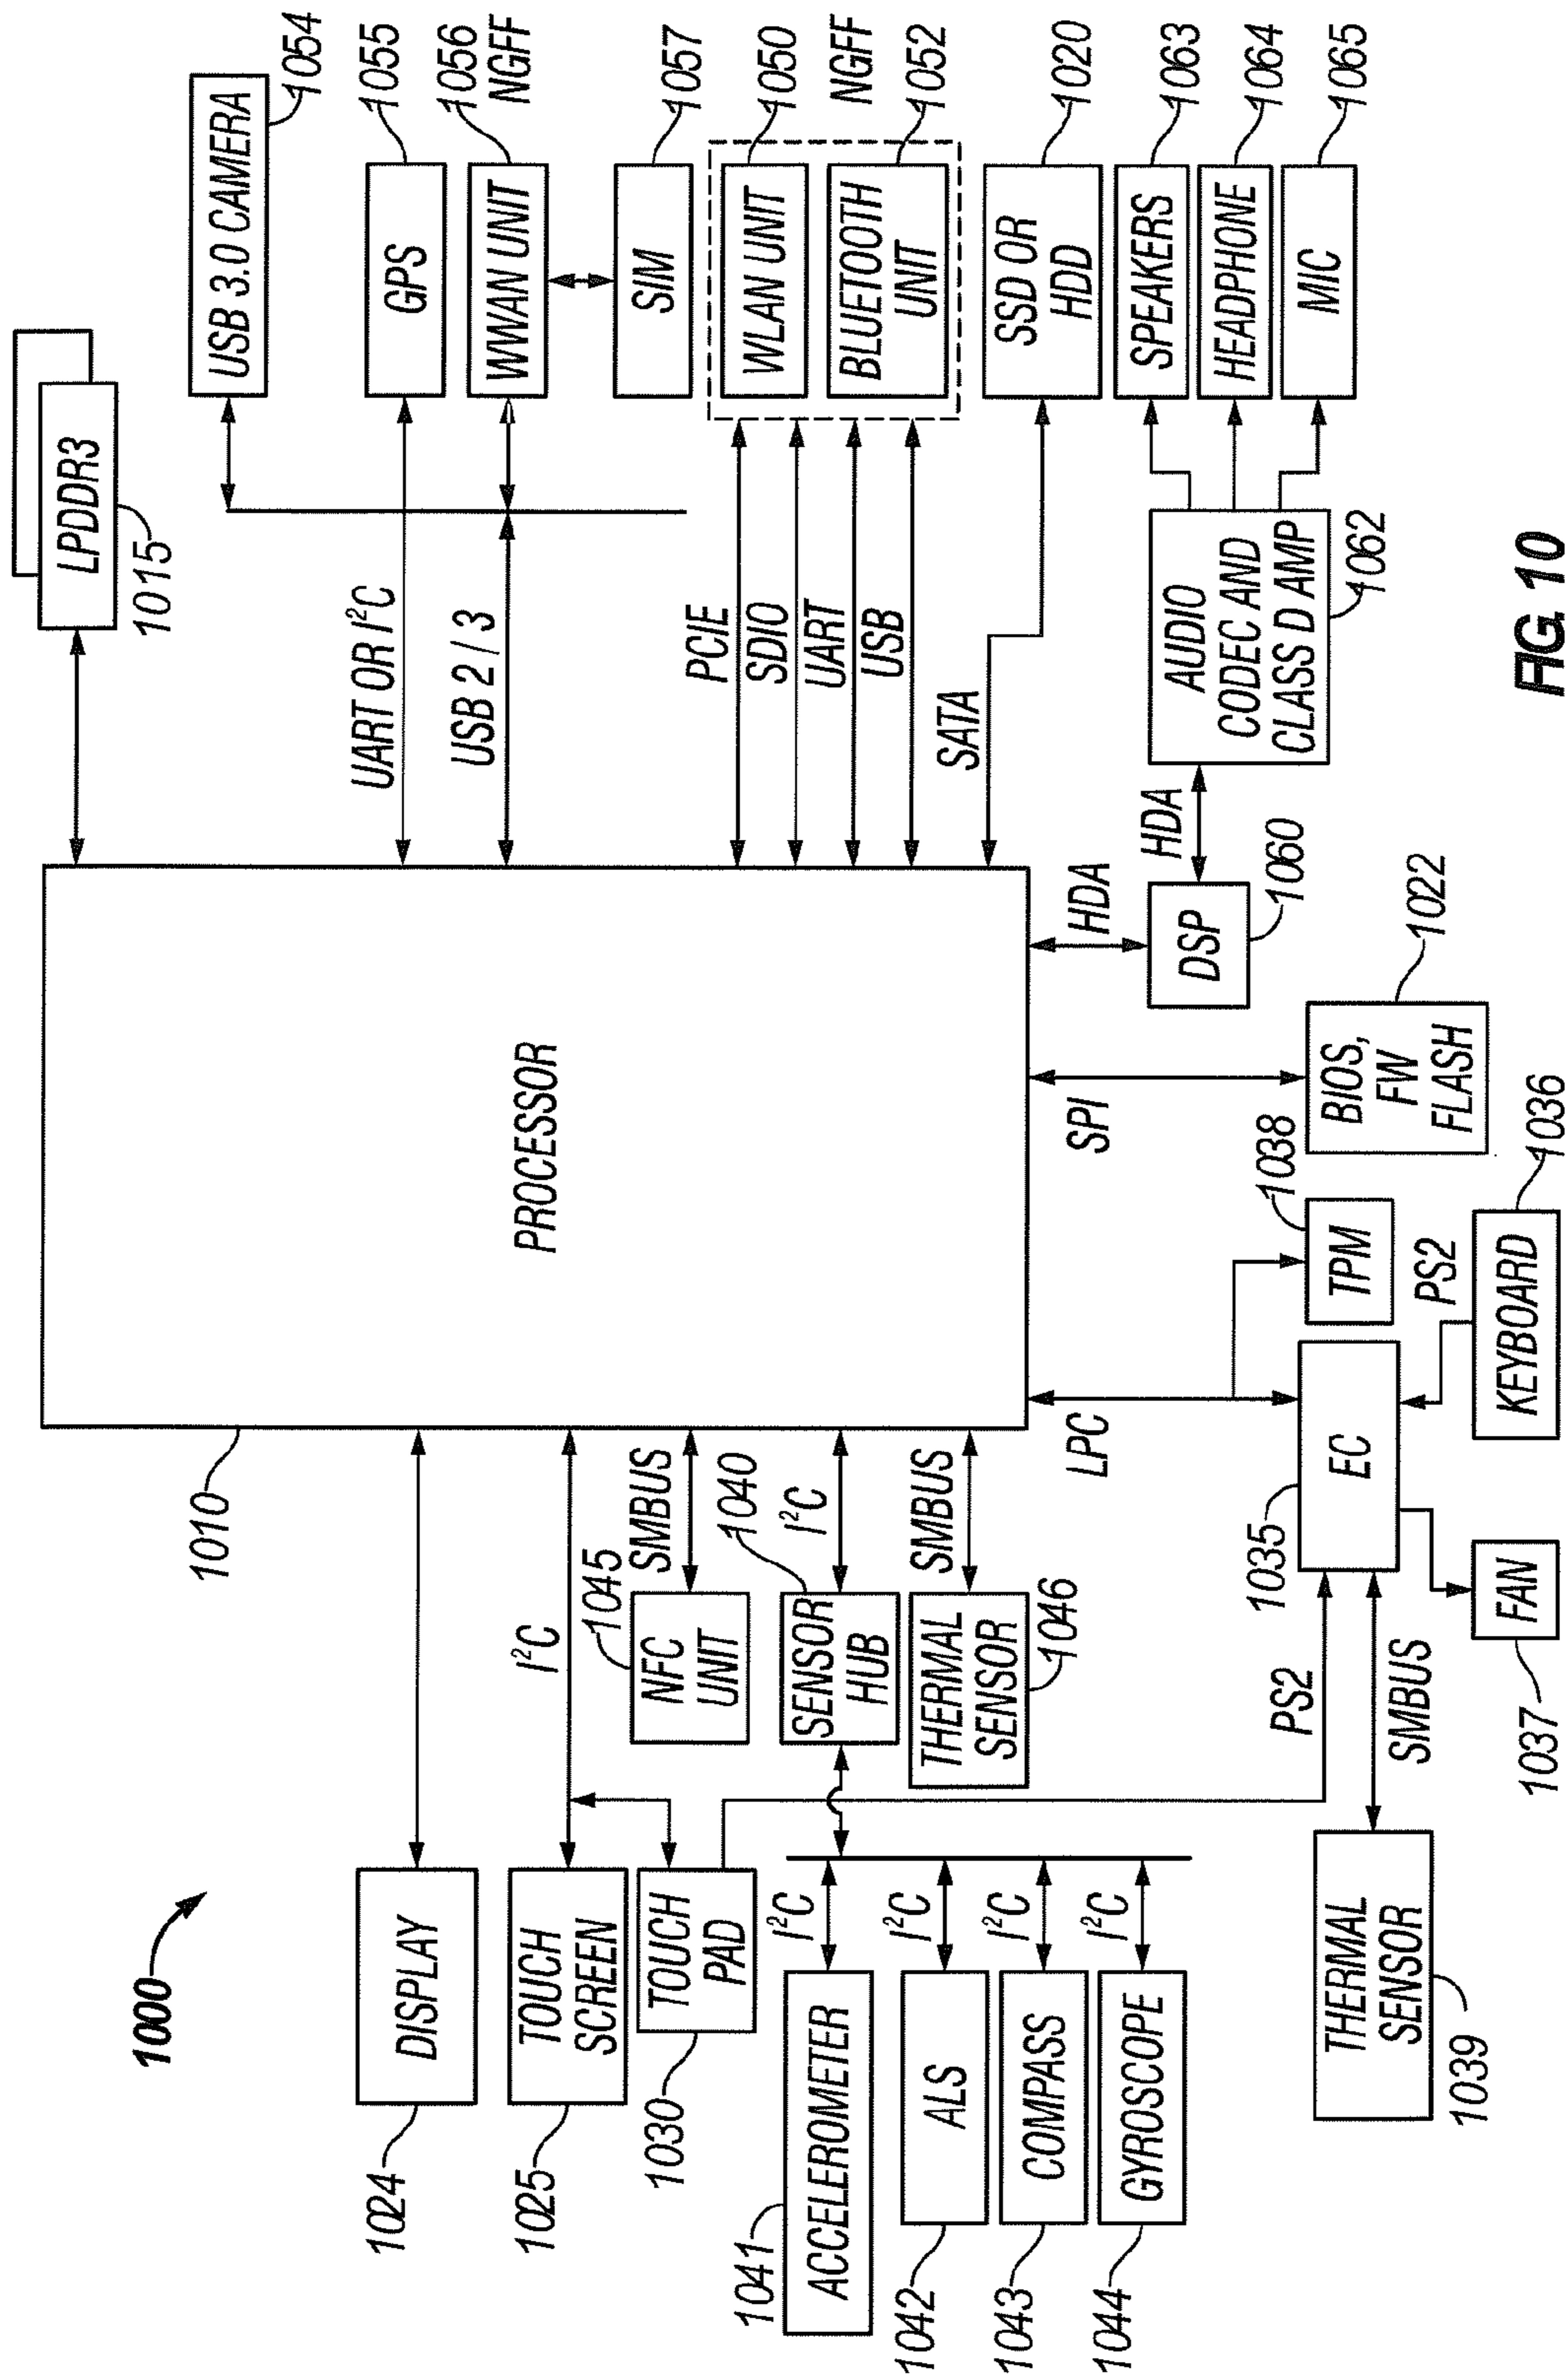 1000
LPDDR3
1015
1010
PROCESSOR
USB 3.0 CAMERA
1054
DISPLAY
1024
UART OR I²C
GPS
1055
I²C
TOUCH
SCREEN
1025
USB 2 / 3
WWAN UNIT
1056
NGFF
TOUCH
PAD
1030
1045
NFC
UNIT
SMBUS
SIM
1057
PCIE
SDIO
UART
USB
WLAN UNIT
1050
NGFF
BLUETOOTH
UNIT
1052
1040
SENSOR
HUB
I²C
1041
ACCELEROMETER
I²C
1042
ALS
I²C
1043
COMPASS
I²C
1044
GYROSCOPE
I²C
THERMAL
SENSOR
1046
SMBUS
SATA
SSD OR
HDD
1020
LPC
SPI
HDA
DSP
1060
HDA
AUDIO
CODEC AND
CLASS D AMP
1062
SPEAKERS
1063
HEADPHONE
1064
MIC
1065
PS2
1035
EC
TPM
1038
BIOS,
FW
FLASH
1022
THERMAL
SENSOR
1039
SMBUS
FAN
1037
PS2
KEYBOARD
1036
FIG. 10